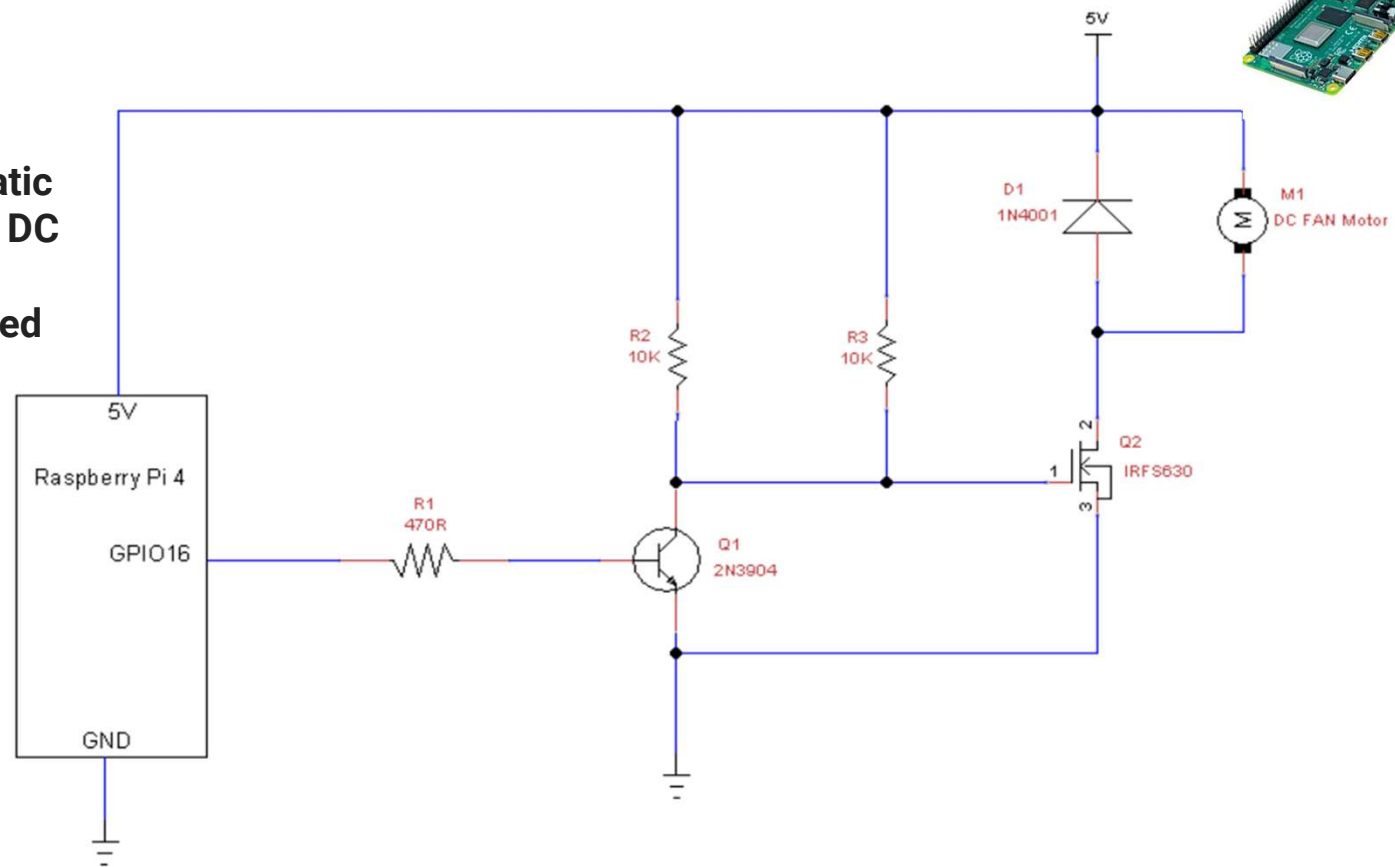 5V
atic
DC
ed
D1
1N4001
M1
M
DC FAN Motor
R2
10K
R3
10K
5V
Raspberry Pi 4
GPIO16
GND
R1
470R
Q1
2N3904
2
Q2
1
IRFS630
3